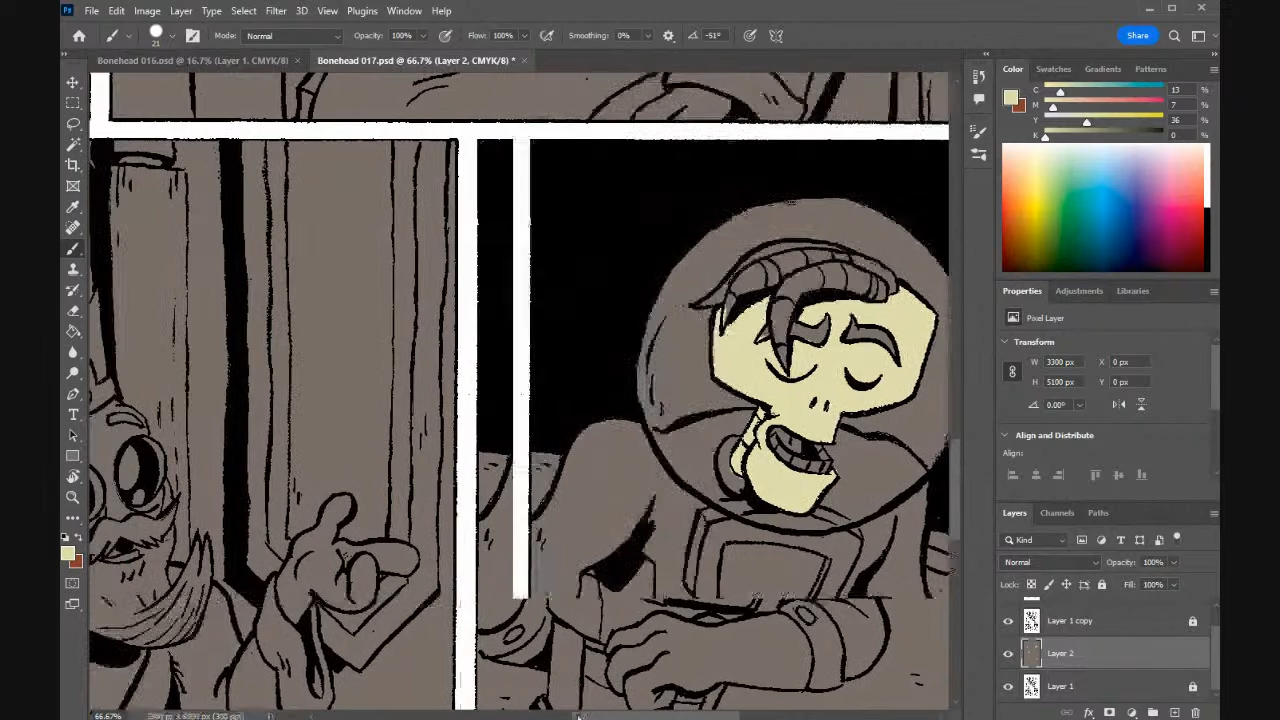 Ps File Edit Image Layer Type Select Filter 3D View Plugins Window Help
21 Mode: Normal Opacity: 100% Flow: 100% Smoothing: 0% -51° Share
Bonehead 016.psd @ 16.7% (Layer 1, CMYK/8) × Bonehead 017.psd @ 66.7% (Layer 2, CMYK/8) * ×
Color Swatches Gradients Patterns
C 13 %
M 7 %
Y 36 %
K 0 %
Properties Adjustments Libraries
Pixel Layer
Transform
W 3300 px X 0 px
H 5100 px Y 0 px
0.00°
Align and Distribute
Align:
Layers Channels Paths
Kind
Normal Opacity: 100%
Lock: Fill: 100%
Layer 1 copy
Layer 2
Layer 1
66.67%
fx